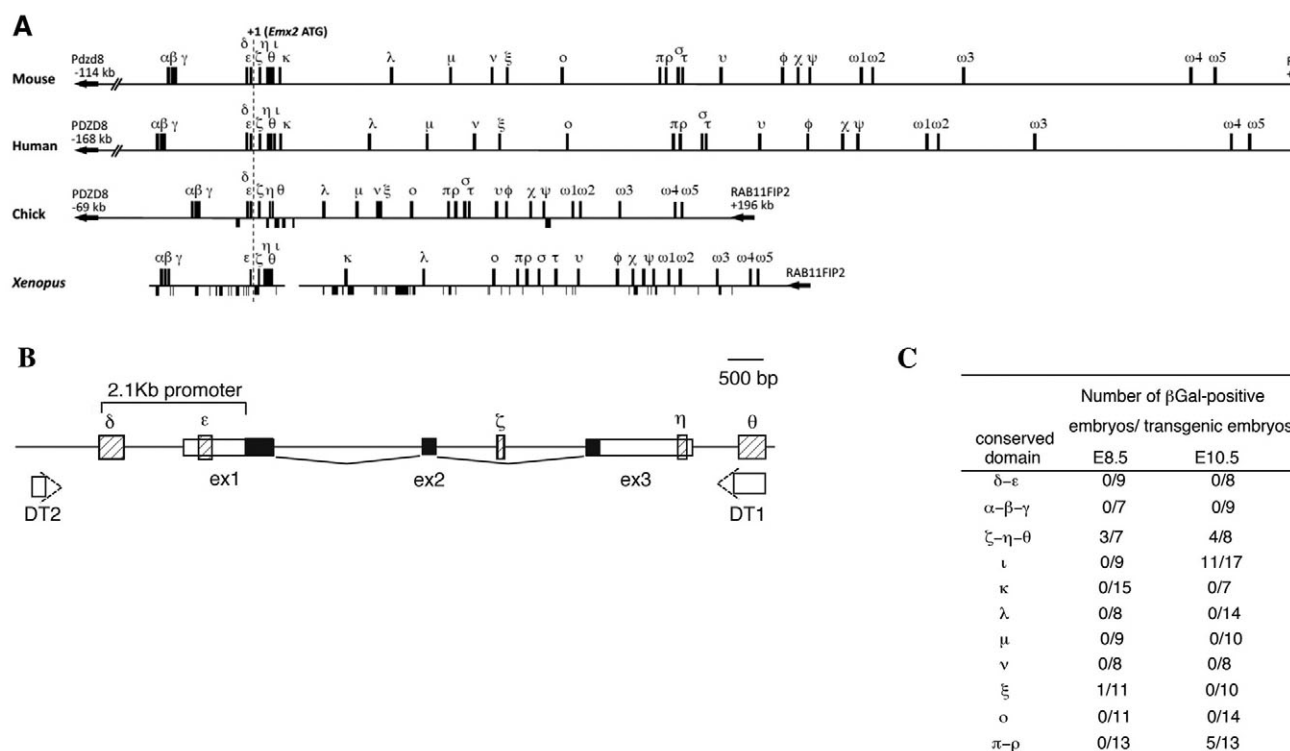 A
+1 (Emx2 ATG)
Pdzd8
-114 kb
Mouse
αβ γ δ ε ζ η θ ι κ λ μ ν ξ ο π ρ σ τ υ φ χ ψ ω1 ω2 ω3 ω4 ω5
PDZD8
-168 kb
Human
αβ γ δ ε ζ η θ ι κ λ μ ν ξ ο π ρ σ τ υ φ χ ψ ω1 ω2 ω3 ω4 ω5
PDZD8
-69 kb
Chick
αβ γ δ ε ζ η θ λ μ ν ξ ο π ρ σ τ υ φ χ ψ ω1 ω2 ω3 ω4 ω5
RAB11FIP2
+196 kb
Xenopus
αβ γ ε ζ η θ ι κ λ ο π ρ σ τ υ φ χ ψ ω1 ω2 ω3 ω4 ω5
RAB11FIP2
B
500 bp
2.1Kb promoter
δ ε ζ η θ
ex1 ex2 ex3
DT2 DT1
C
Number of βGal-positive
embryos/ transgenic embryos
conserved
domain E8.5 E10.5
δ–ε 0/9 0/8
α–β–γ 0/7 0/9
ζ–η–θ 3/7 4/8
ι 0/9 11/17
κ 0/15 0/7
λ 0/8 0/14
μ 0/9 0/10
ν 0/8 0/8
ξ 1/11 0/10
ο 0/11 0/14
π–ρ 0/13 5/13